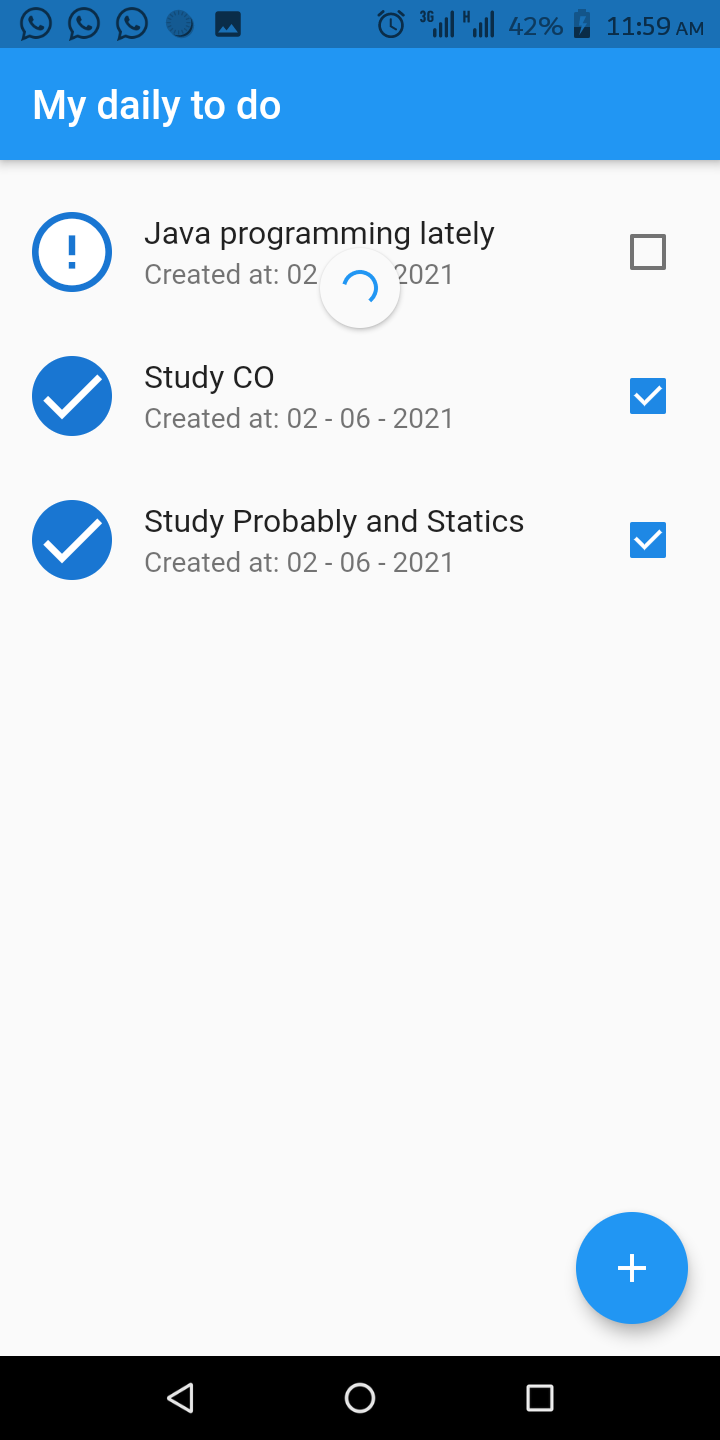 3G H 42% 11:59 AM
My daily to do
Java programming lately
Created at: 02 2021
Study CO
Created at: 02 - 06 - 2021
Study Probably and Statics
Created at: 02 - 06 - 2021